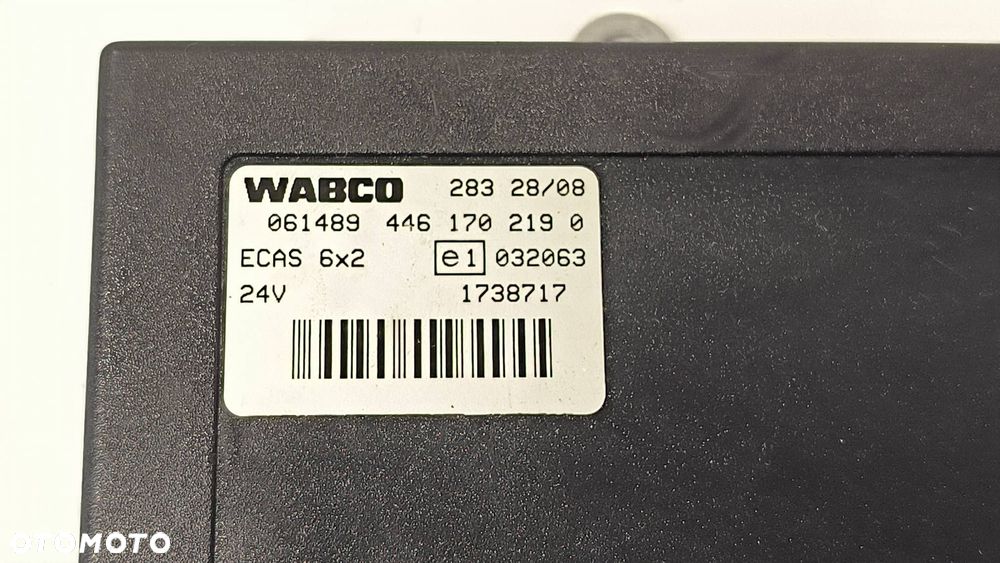 WABCO 283 28/08
061489 446 170 219 0
ECAS 6x2 e1 032063
24V 1738717
OTOMOTO